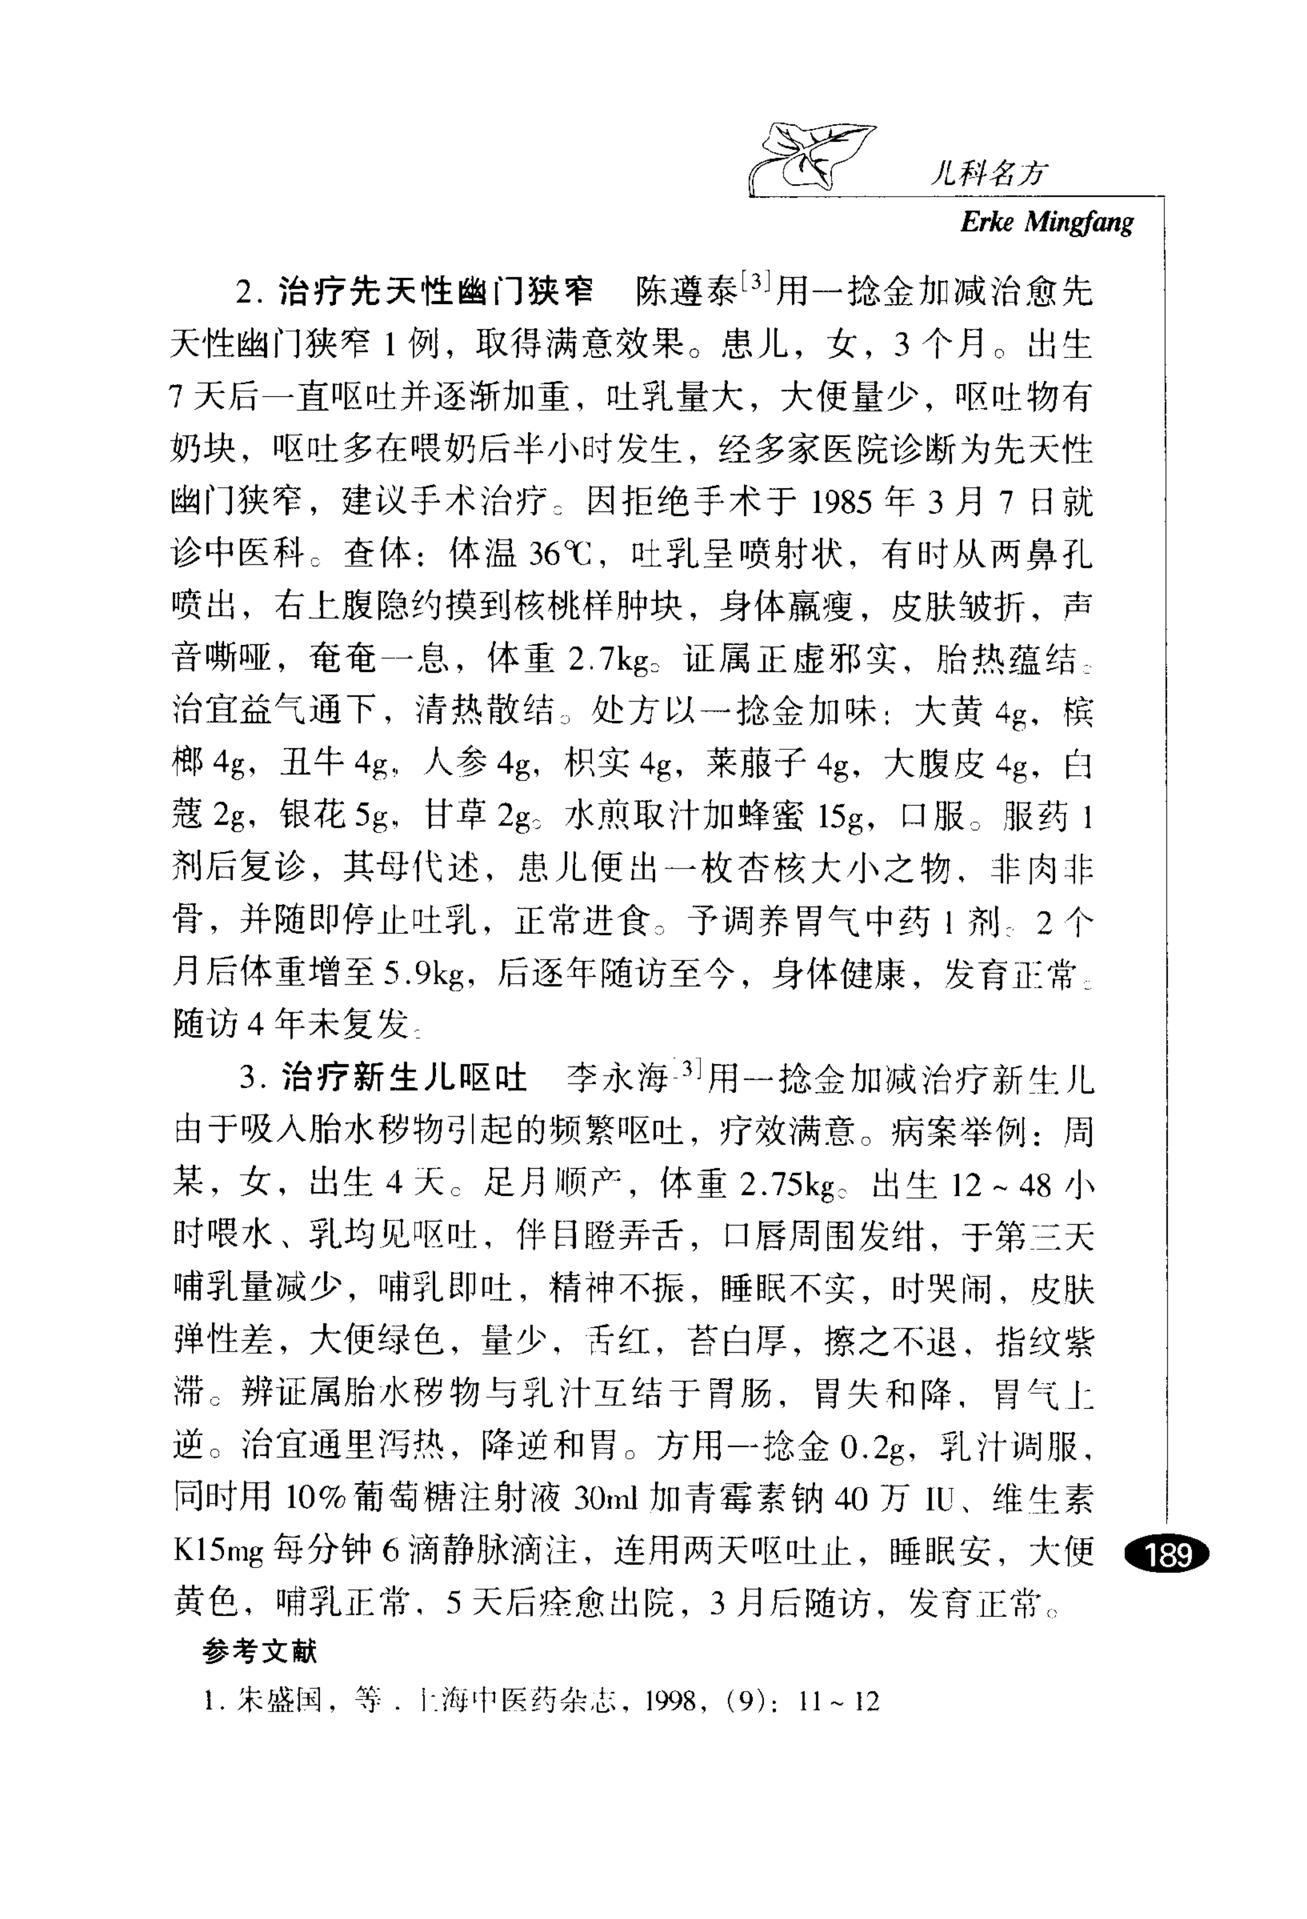 儿科名方
Erke Mingfang
2. 治疗先天性幽门狭窄 陈遵泰[3]用一捻金加减治愈先
天性幽门狭窄 1 例，取得满意效果。患儿，女，3 个月。出生
7 天后一直呕吐并逐渐加重，吐乳量大，大便量少，呕吐物有
奶块，呕吐多在喂奶后半小时发生，经多家医院诊断为先天性
幽门狭窄，建议手术治疗。因拒绝手术于 1985 年 3 月 7 日就
诊中医科。查体：体温 36℃，吐乳呈喷射状，有时从两鼻孔
喷出，右上腹隐约摸到核桃样肿块，身体羸瘦，皮肤皱折，声
音嘶哑，奄奄一息，体重 2.7kg。证属正虚邪实，胎热蕴结。
治宜益气通下，清热散结。处方以一捻金加味：大黄 4g，槟
榔 4g，丑牛 4g，人参 4g，枳实 4g，莱菔子 4g，大腹皮 4g，白
蔻 2g，银花 5g，甘草 2g。水煎取汁加蜂蜜 15g，口服。服药 1
剂后复诊，其母代述，患儿便出一枚杏核大小之物，非肉非
骨，并随即停止吐乳，正常进食。予调养胃气中药 1 剂。2 个
月后体重增至 5.9kg，后逐年随访至今，身体健康，发育正常。
随访 4 年未复发。
3. 治疗新生儿呕吐 李永海[3]用一捻金加减治疗新生儿
由于吸入胎水秽物引起的频繁呕吐，疗效满意。病案举例：周
某，女，出生 4 天。足月顺产，体重 2.75kg。出生 12 ~ 48 小
时喂水、乳均见呕吐，伴目瞪弄舌，口唇周围发绀，于第三天
哺乳量减少，哺乳即吐，精神不振，睡眠不实，时哭闹，皮肤
弹性差，大便绿色，量少，舌红，苔白厚，擦之不退，指纹紫
滞。辨证属胎水秽物与乳汁互结于胃肠，胃失和降，胃气上
逆。治宜通里泻热，降逆和胃。方用一捻金 0.2g，乳汁调服，
同时用 10%葡萄糖注射液 30ml 加青霉素钠 40 万 IU、维生素
K15mg 每分钟 6 滴静脉滴注，连用两天呕吐止，睡眠安，大便
黄色，哺乳正常，5 天后痊愈出院，3 月后随访，发育正常。
189
参考文献
1. 朱盛国，等．上海中医药杂志，1998，(9)：11 ~ 12